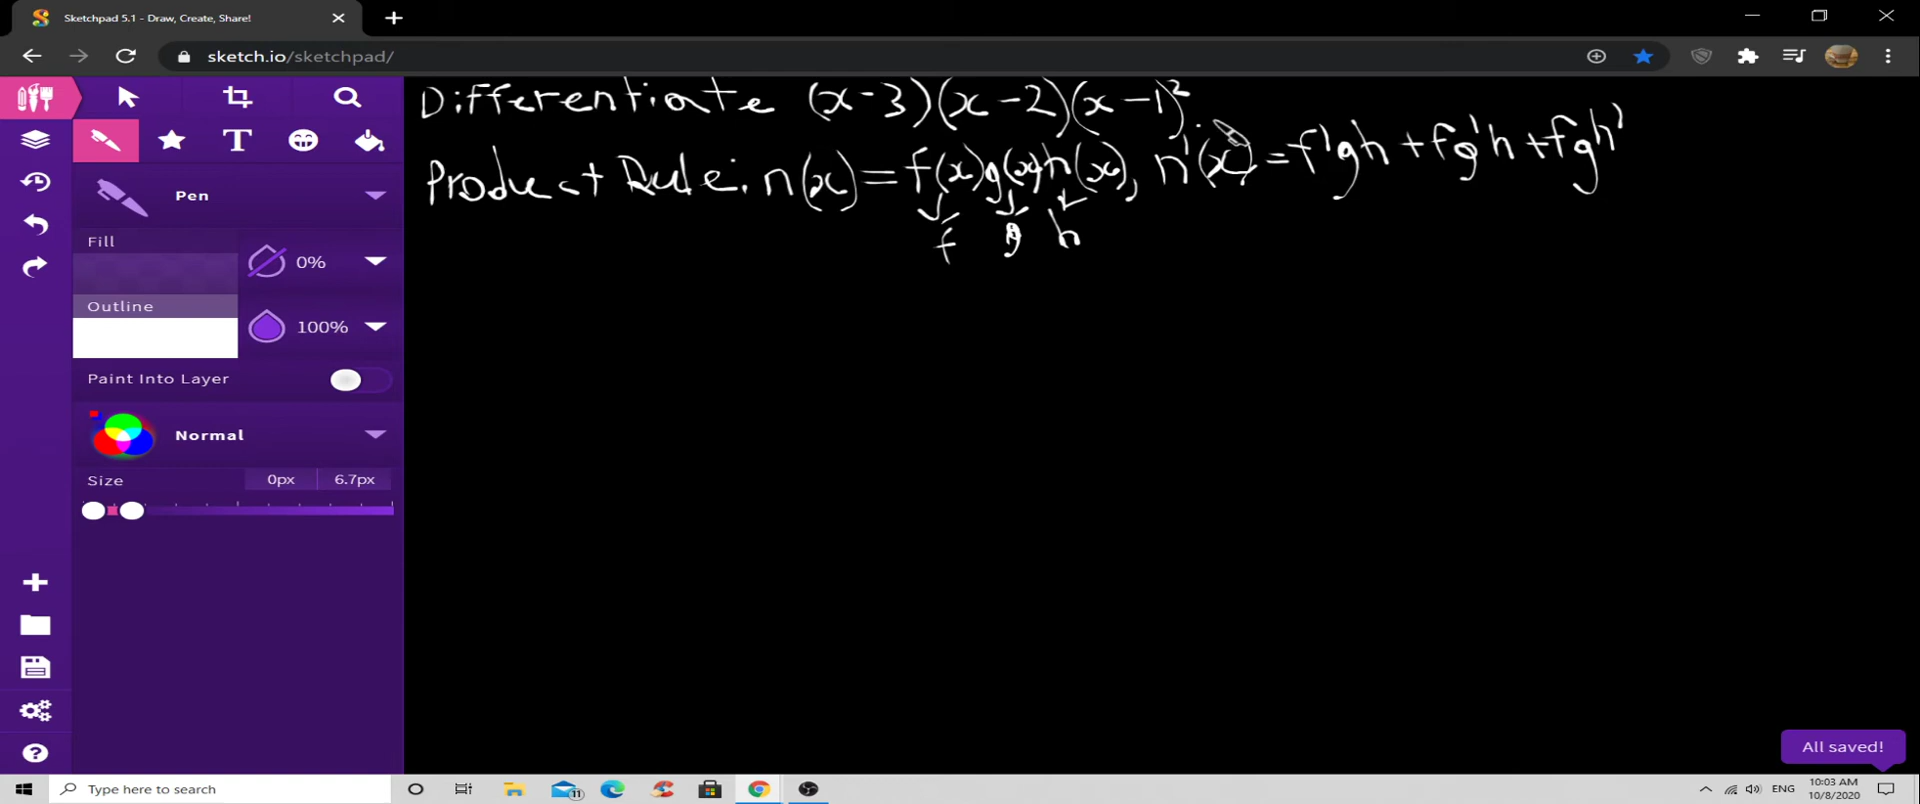 Sketchpad 5.1 - Draw, Create, Share!
sketch.io/sketchpad/
Differentiate (x-3)(x-2)(x-1)²
Product Rule. n(x)=f(x)g(x)h(x), n'(x)=f'gh+fg'h+fgh'
f g h
T
Pen
Fill
0%
Outline
100%
Paint Into Layer
Normal
Size 0px 6.7px
All saved!
Type here to search
11
ENG
10:03 AM
10/8/2020